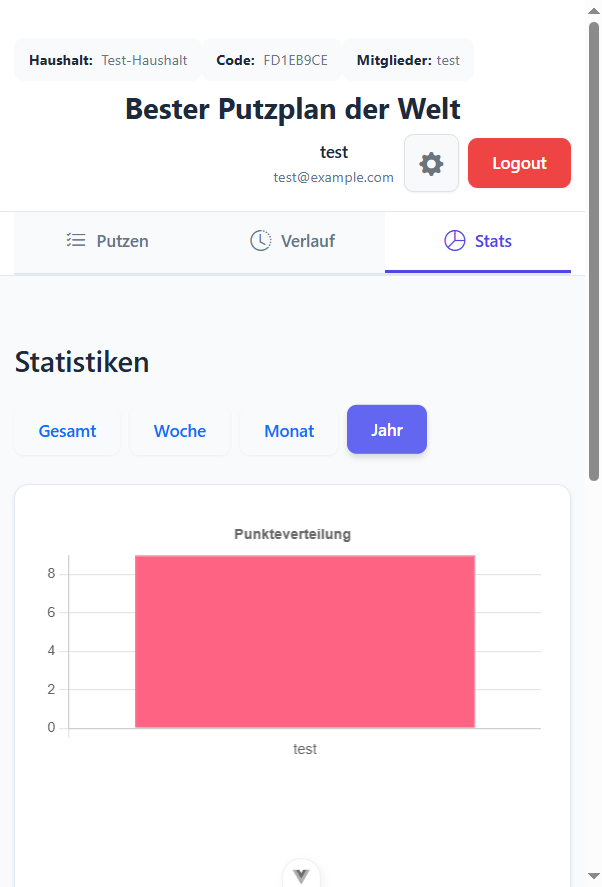 Haushalt: Test-Haushalt Code: FD1EB9CE Mitglieder: test
Bester Putzplan der Welt
test
test@example.com
Logout
Putzen Verlauf Stats
Statistiken
Gesamt Woche Monat Jahr
Punkteverteilung
8
6
4
2
0
test